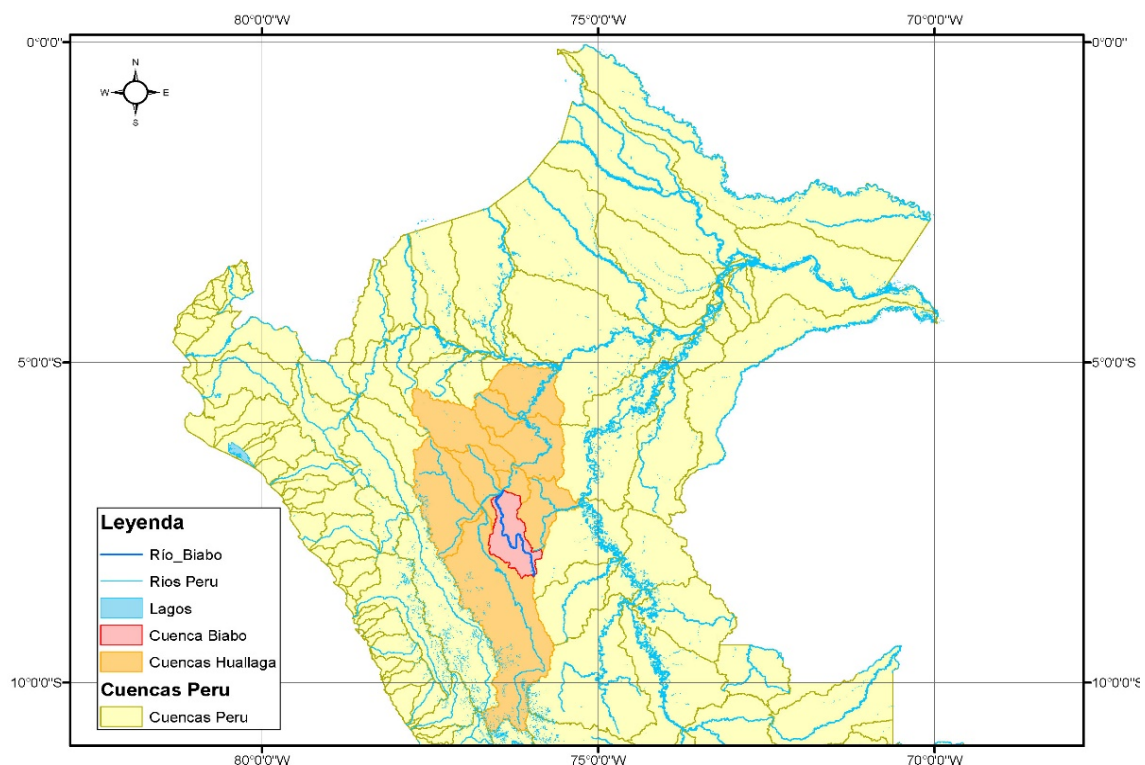 80°0'0"W 75°0'0"W 70°0'0"W
0°0'0" 0°0'0"
N
W E
S
5°0'0"S 5°0'0"S
Leyenda
Río_Biabo
Rios Peru
Lagos
Cuenca Biabo
Cuencas Huallaga
Cuencas Peru
Cuencas Peru
10°0'0"S 10°0'0"S
80°0'0"W 75°0'0"W 70°0'0"W